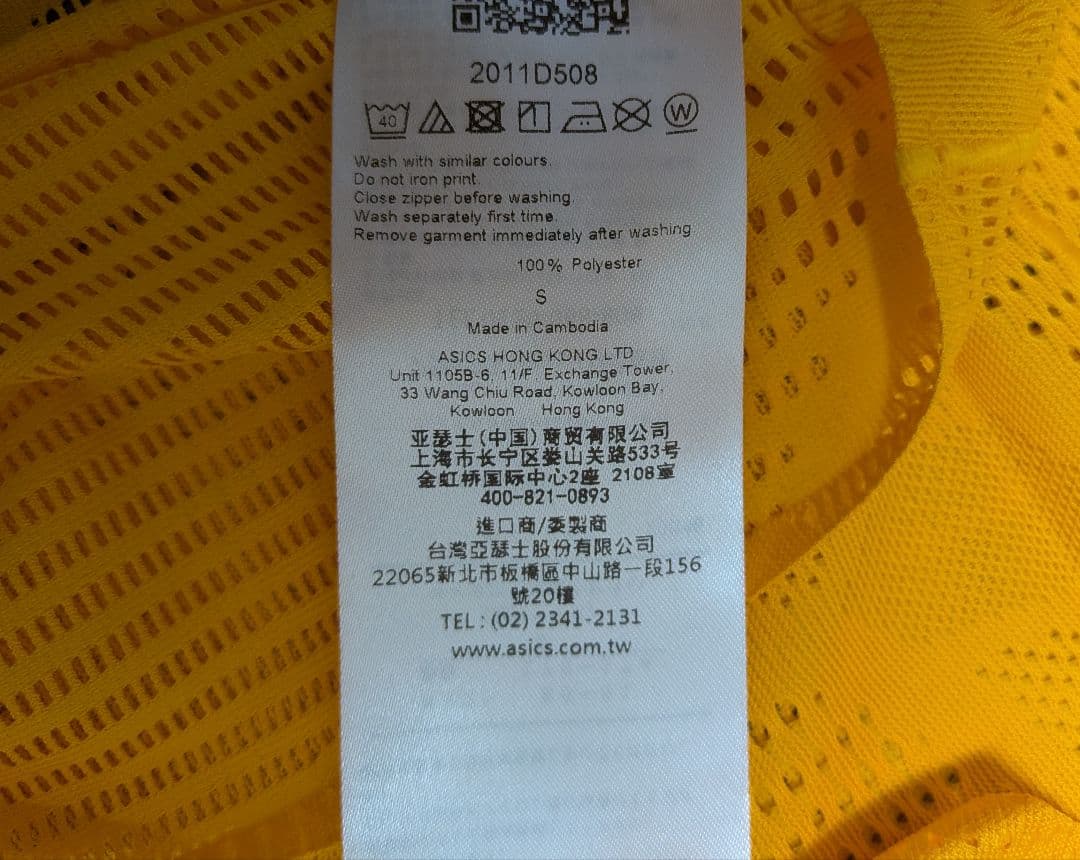 2011D508
40 W
Wash with similar colours.
Do not iron print.
Close zipper before washing.
Wash separately first time.
Remove garment immediately after washing
100% Polyester
S
Made in Cambodia
ASICS HONG KONG LTD
Unit 1105B-6, 11/F, Exchange Tower,
33 Wang Chiu Road, Kowloon Bay,
Kowloon Hong Kong
亚瑟士(中国)商贸有限公司
上海市长宁区娄山关路533号
金虹桥国际中心2座 2108室
400-821-0893
進口商/委製商
台灣亞瑟士股份有限公司
22065新北市板橋區中山路一段156
號20樓
TEL : (02) 2341-2131
www.asics.com.tw